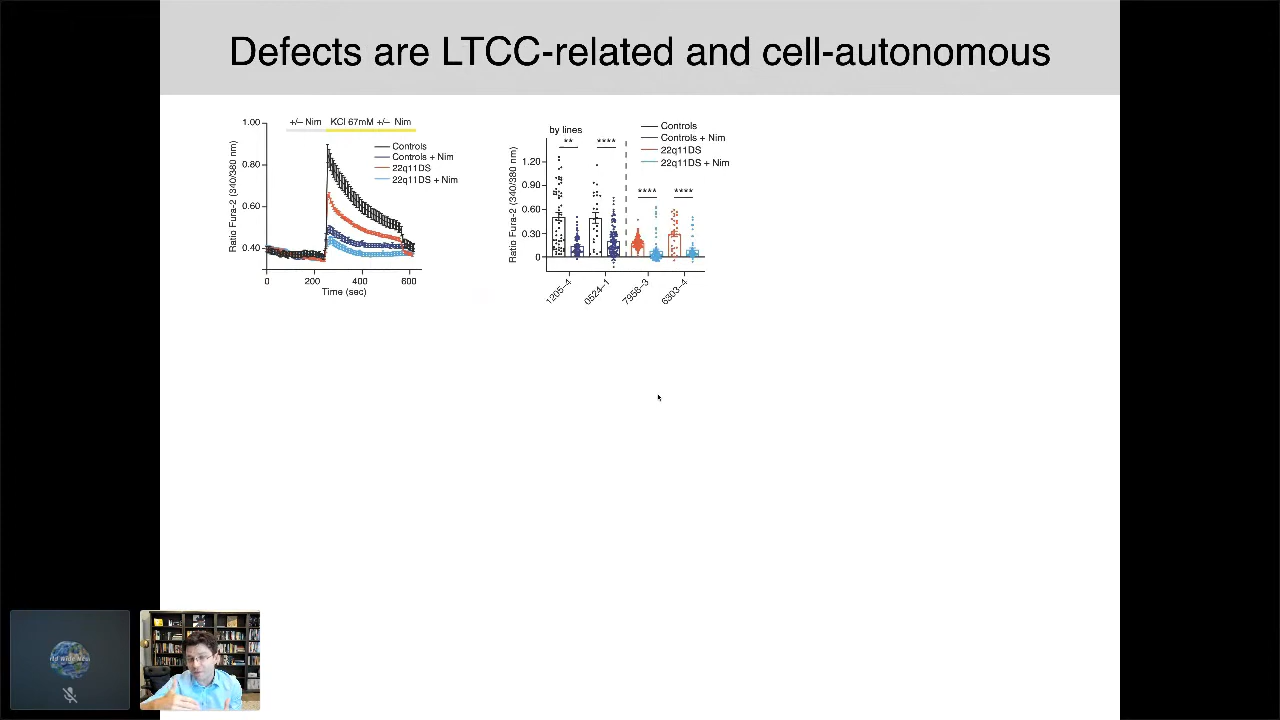 Defects are LTCC-related and cell-autonomous
+/– Nim
KCl 67mM +/– Nim
1.00
0.80
0.60
0.40
Ratio Fura-2 (340/380 nm)
0
200
400
600
Time (sec)
Controls
Controls + Nim
22q11DS
22q11DS + Nim
by lines
**
****
****
****
1.20
0.90
0.60
0.30
0
Ratio Fura-2 (340/380 nm)
1205–4
0524–1
7958–3
6303–4
Controls
Controls + Nim
22q11DS
22q11DS + Nim